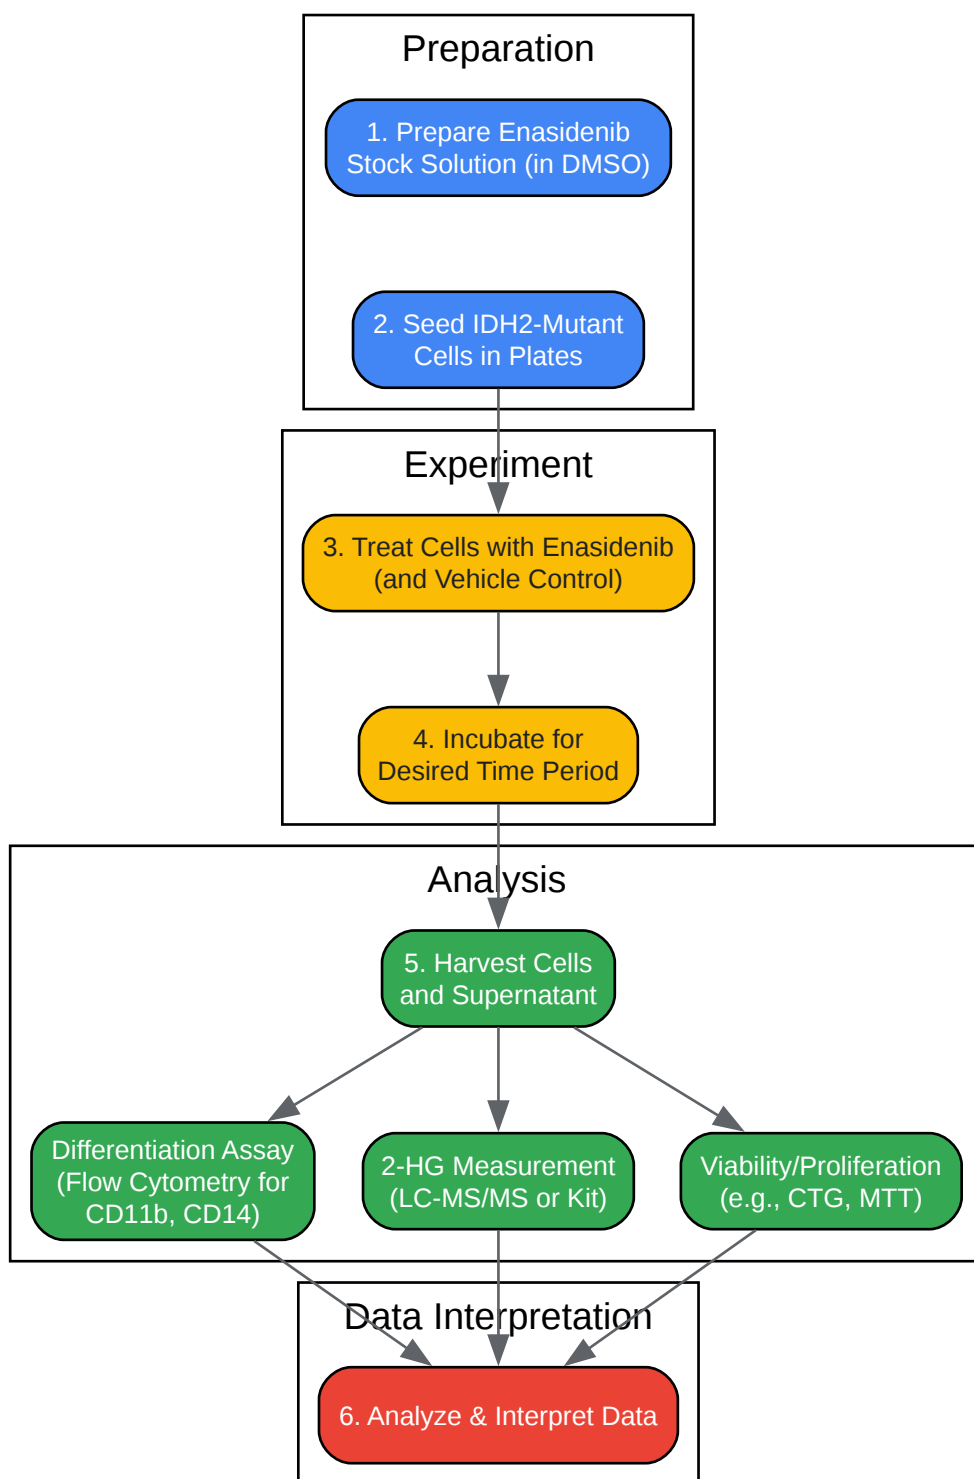 Preparation
1. Prepare Enasidenib
Stock Solution (in DMSO)
2. Seed IDH2-Mutant
Cells in Plates
Experiment
3. Treat Cells with Enasidenib
(and Vehicle Control)
4. Incubate for
Desired Time Period
Analysis
5. Harvest Cells
and Supernatant
Differentiation Assay
(Flow Cytometry for
CD11b, CD14)
2-HG Measurement
(LC-MS/MS or Kit)
Viability/Proliferation
(e.g., CTG, MTT)
Data Interpretation
6. Analyze & Interpret Data